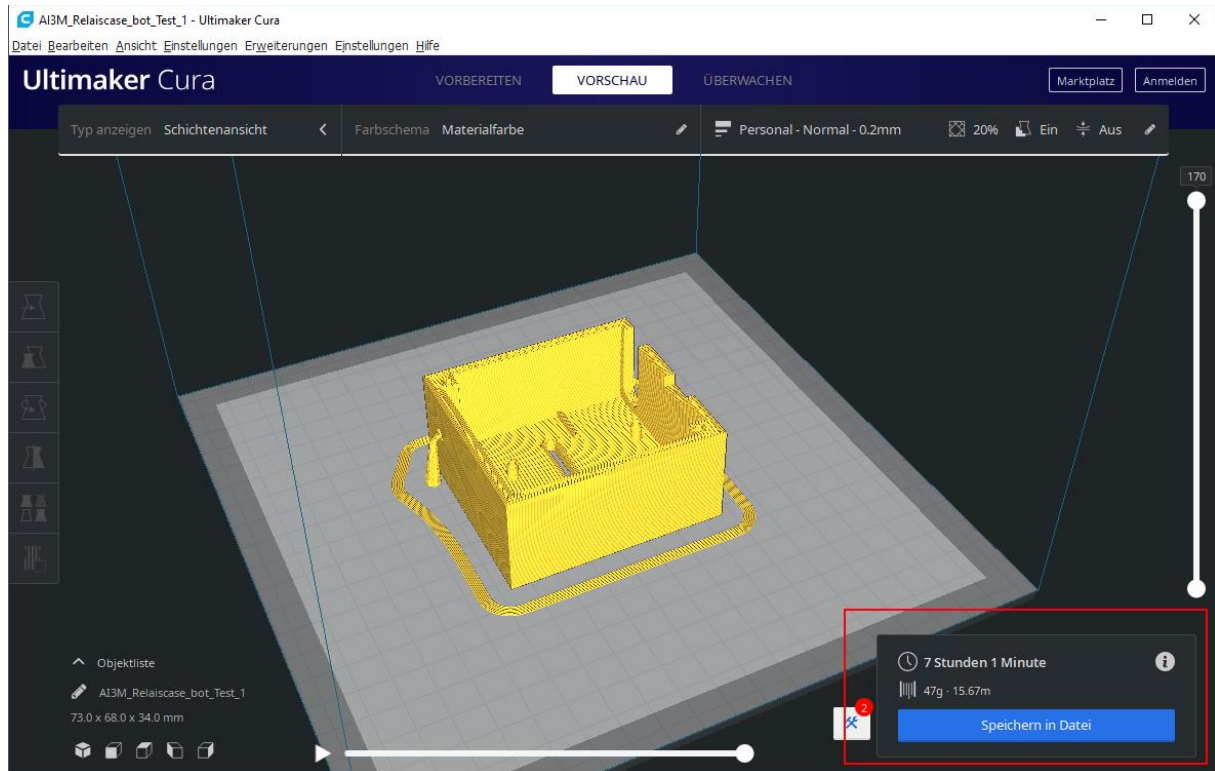 AI3M_Relaiscase_bot_Test_1 - Ultimaker Cura
Datei Bearbeiten Ansicht Einstellungen Erweiterungen Einstellungen Hilfe
Ultimaker Cura VORBEREITEN VORSCHAU ÜBERWACHEN Marktplatz Anmelden
Typ anzeigen Schichtenansicht Farbschema Materialfarbe Personal - Normal - 0.2mm 20% Ein Aus
170
Objektliste
AI3M_Relaiscase_bot_Test_1
73.0 x 68.0 x 34.0 mm
7 Stunden 1 Minute
47g · 15.67m
2
Speichern in Datei